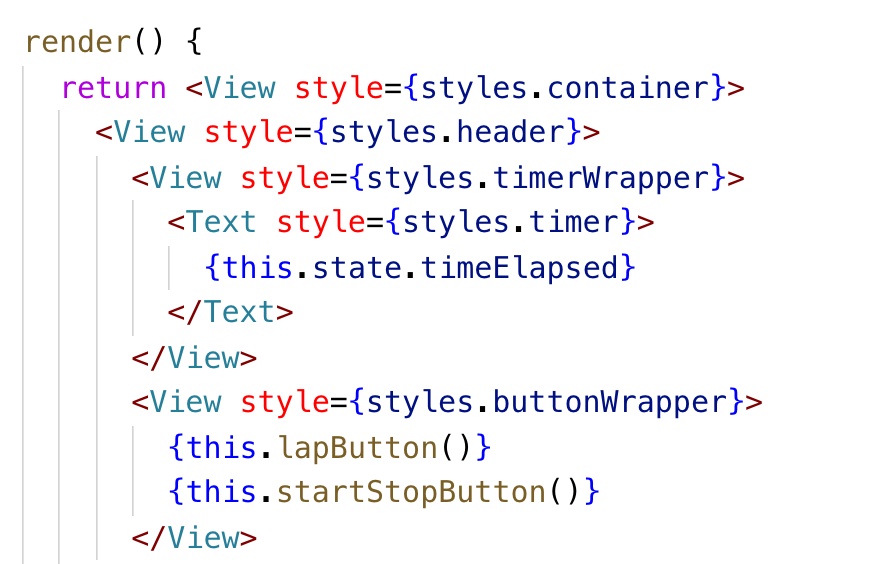 render() {
return <View style={styles.container}>
<View style={styles.header}>
<View style={styles.timerWrapper}>
<Text style={styles.timer}>
{this.state.timeElapsed}
</Text>
</View>
<View style={styles.buttonWrapper}>
{this.lapButton()}
{this.startStopButton()}
</View>